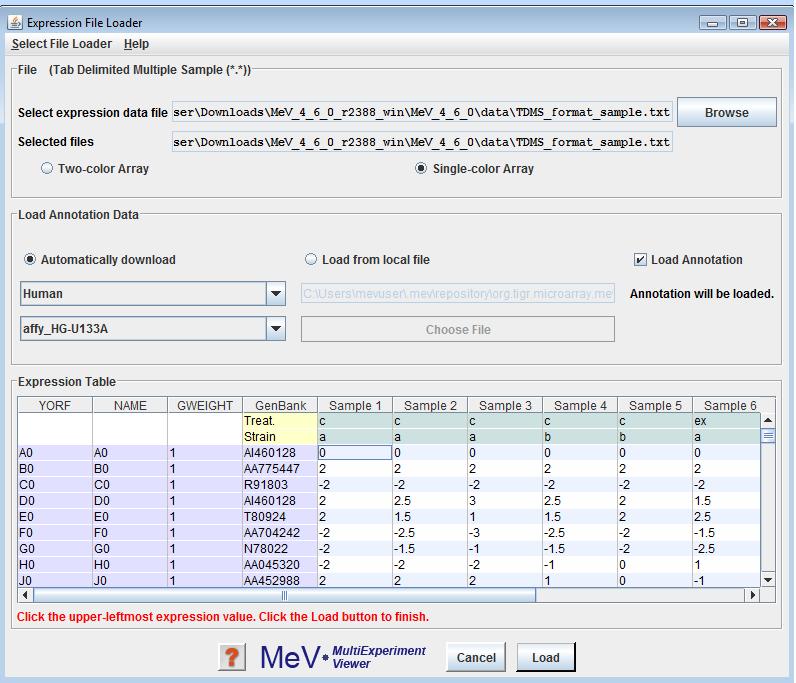 Expression File Loader
Select File Loader Help
File (Tab Delimited Multiple Sample (*.*))
Select expression data file ser\Downloads\MeV_4_6_0_r2388_win\MeV_4_6_0\data\TDMS_format_sample.txt Browse
Selected files ser\Downloads\MeV_4_6_0_r2388_win\MeV_4_6_0\data\TDMS_format_sample.txt
Two-color Array Single-color Array
Load Annotation Data
Automatically download Load from local file Load Annotation
Human C:\Users\mevuser\.mev\repository\org.tigr.microarray.me Annotation will be loaded.
affy_HG-U133A Choose File
Expression Table
YORF NAME GWEIGHT GenBank Sample 1 Sample 2 Sample 3 Sample 4 Sample 5 Sample 6
Treat. c c c c c ex
Strain a a a b b a
A0 A0 1 AI460128 0 0 0 0 0 0
B0 B0 1 AA775447 2 2 2 2 2 2
C0 C0 1 R91803 -2 -2 -2 -2 -2 -2
D0 D0 1 AI460128 2 2.5 3 2.5 2 1.5
E0 E0 1 T80924 2 1.5 1 1.5 2 2.5
F0 F0 1 AA704242 -2 -2.5 -3 -2.5 -2 -1.5
G0 G0 1 N78022 -2 -1.5 -1 -1.5 -2 -2.5
H0 H0 1 AA045320 -2 -2 -2 -1 0 1
J0 J0 1 AA452988 2 2 2 1 0 -1
Click the upper-leftmost expression value. Click the Load button to finish.
? MeV MultiExperiment Viewer Cancel Load